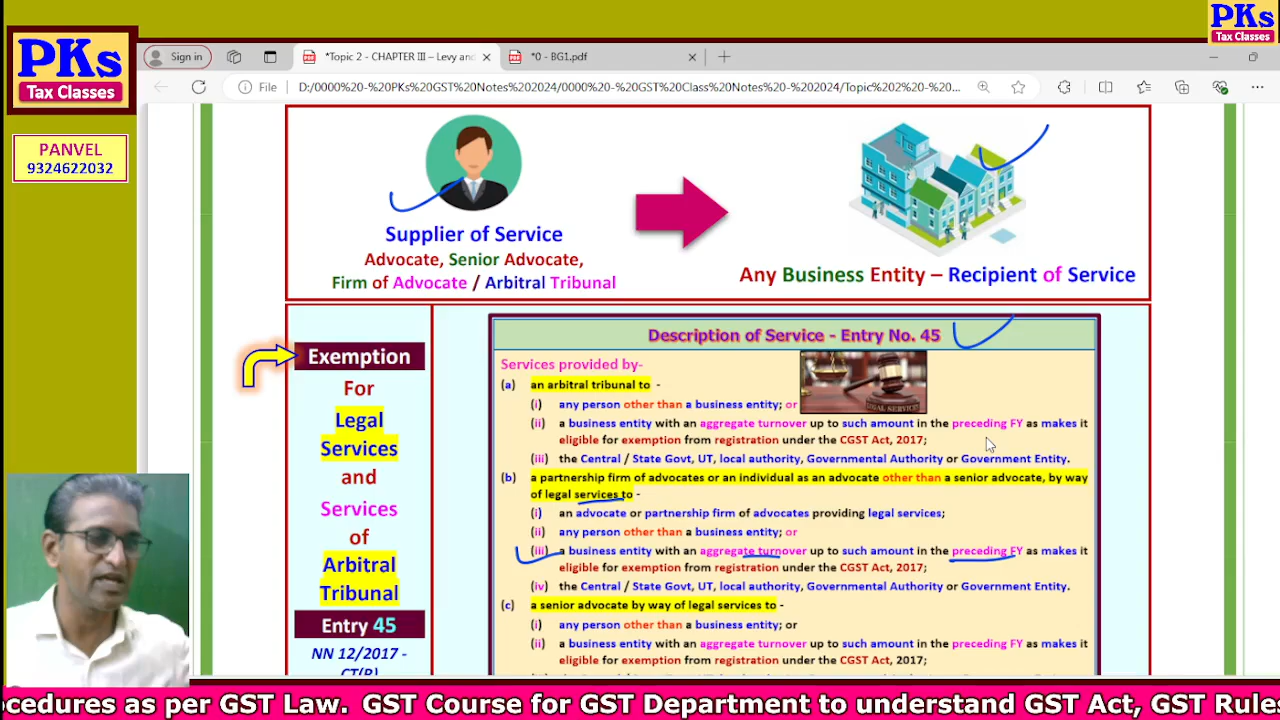 PKs
Tax Classes
PANVEL
9324622032
PKs
Tax Classes
Sign in
*Topic 2 - CHAPTER III – Levy and
*0 - BG1.pdf
File
D:/0000%20-%20PKs%20GST%20Notes%202024/0000%20-%20GST%20Class%20Notes%20-%202024/Topic%202%20-%20...
Supplier of Service
Advocate, Senior Advocate,
Firm of Advocate / Arbitral Tribunal
Any Business Entity – Recipient of Service
Exemption
For
Legal
Services
and
Services
of
Arbitral
Tribunal
Entry 45
NN 12/2017 -
CT(R)
Description of Service - Entry No. 45
Services provided by-
LEGAL SERVICE
(a) an arbitral tribunal to -
(i) any person other than a business entity; or
(ii) a business entity with an aggregate turnover up to such amount in the preceding FY as makes it
eligible for exemption from registration under the CGST Act, 2017;
(iii) the Central / State Govt, UT, local authority, Governmental Authority or Government Entity.
(b) a partnership firm of advocates or an individual as an advocate other than a senior advocate, by way
of legal services to -
(i) an advocate or partnership firm of advocates providing legal services;
(ii) any person other than a business entity; or
(iii) a business entity with an aggregate turnover up to such amount in the preceding FY as makes it
eligible for exemption from registration under the CGST Act, 2017;
(iv) the Central / State Govt, UT, local authority, Governmental Authority or Government Entity.
(c) a senior advocate by way of legal services to -
(i) any person other than a business entity; or
(ii) a business entity with an aggregate turnover up to such amount in the preceding FY as makes it
eligible for exemption from registration under the CGST Act, 2017;
ocedures as per GST Law. GST Course for GST Department to understand GST Act, GST Rules